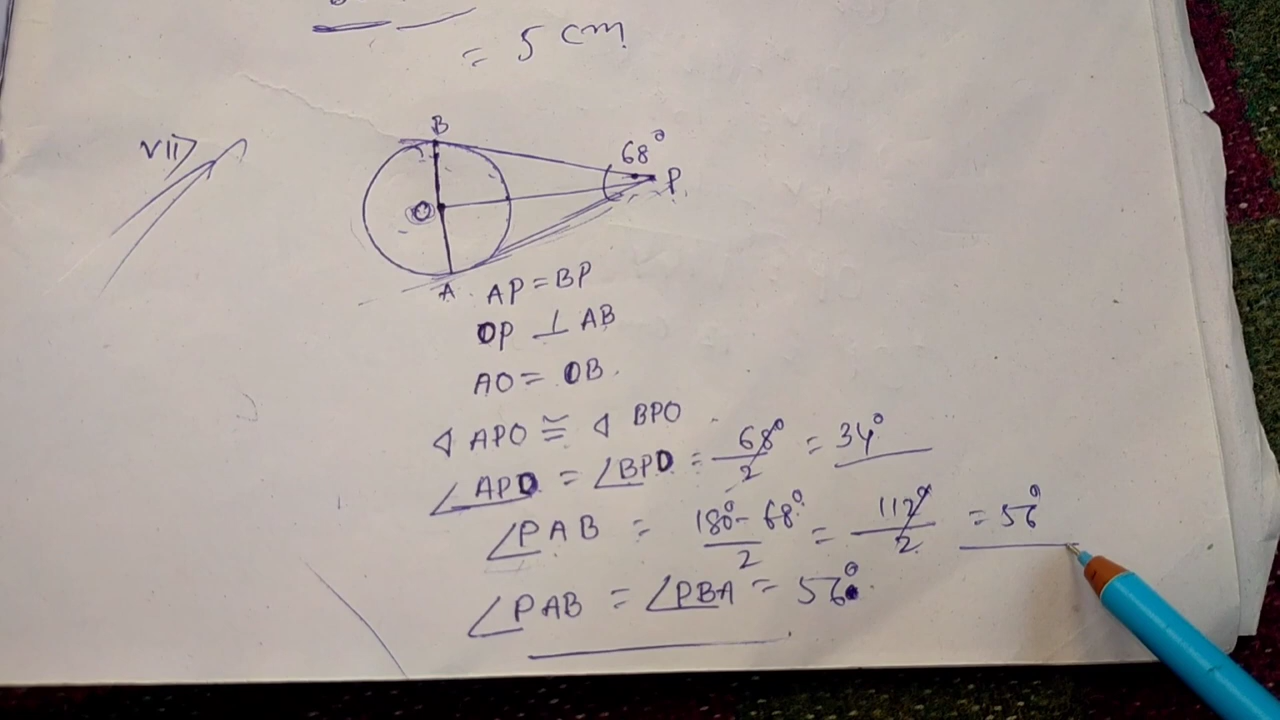 = 5 cm
vii>
B
68°
P
O
A
AP = BP
OP ⊥ AB
AO = OB.
◁ APO ≅ ◁ BPO
∠APO = ∠BPO = 68°/2 = 34°
∠PAB = 180° - 68°/2 = 112°/2 = 56°
∠PAB = ∠PBA = 56°.